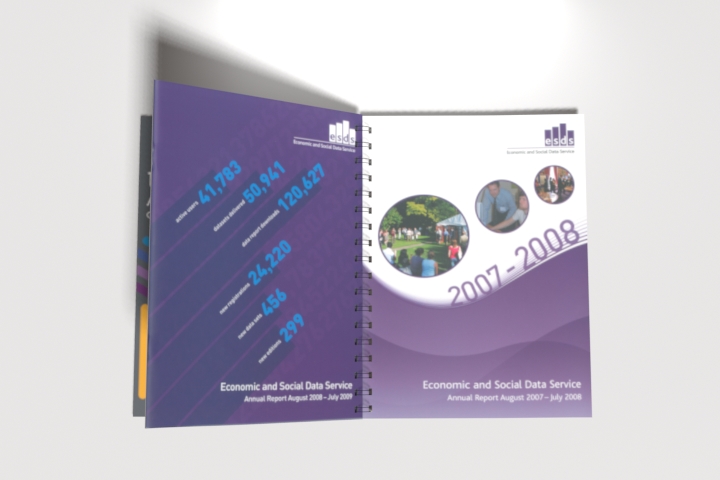 esds
Economic and Social Data Service
active users 41,783
datasets delivered 50,941
data report downloads 120,627
new registrations 24,220
new data sets 456
new editions 299
Economic and Social Data Service
Annual Report August 2008 – July 2009
esds
Economic and Social Data Service
2007-2008
Economic and Social Data Service
Annual Report August 2007 – July 2008